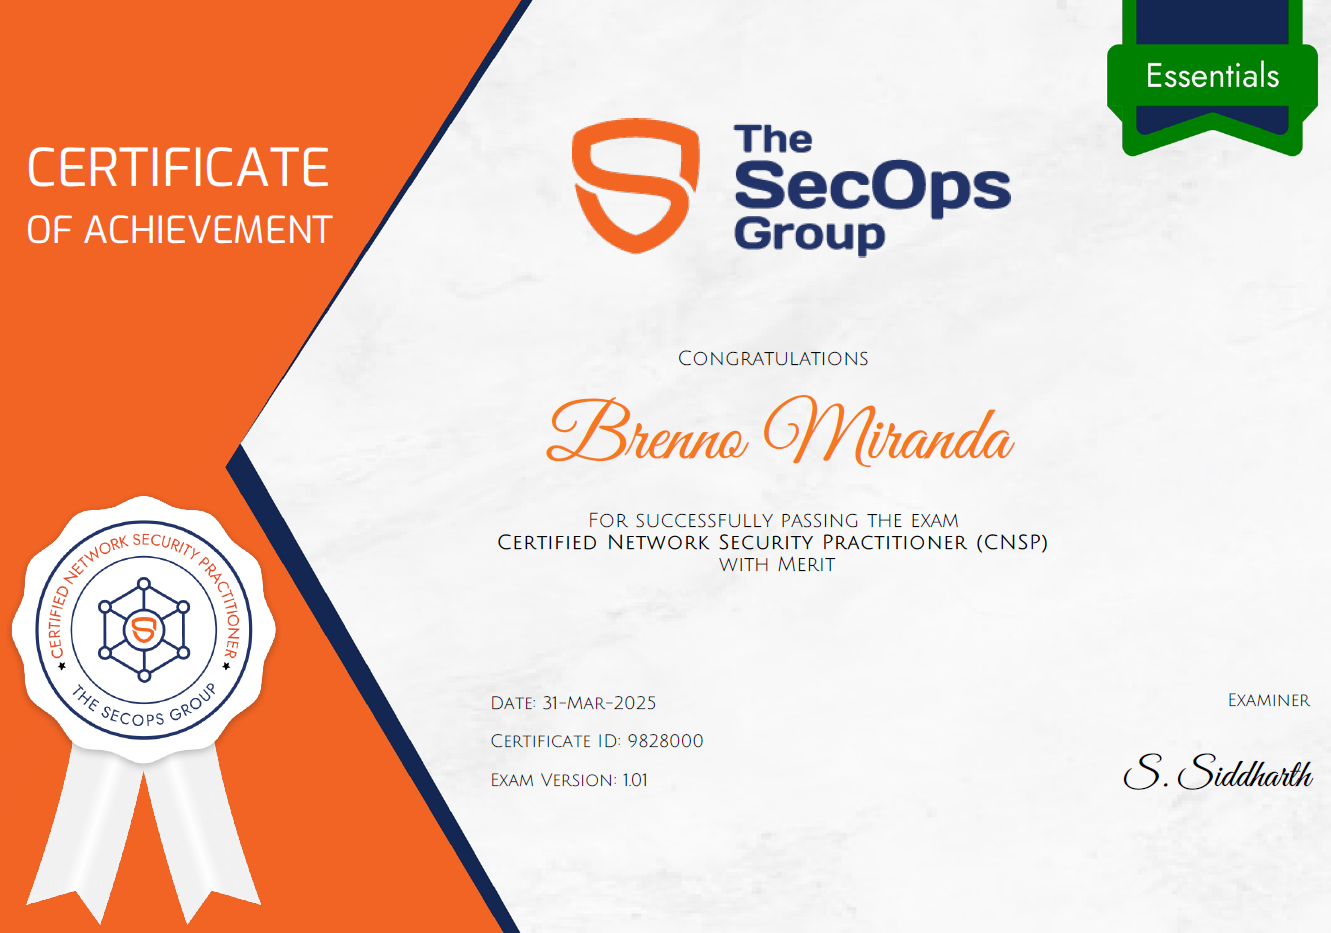 Essentials
CERTIFICATE
OF ACHIEVEMENT
The
SecOps
Group
Congratulations
Brenno Miranda
For successfully passing the exam
Certified Network Security Practitioner (CNSP)
with Merit
CERTIFIED NETWORK SECURITY PRACTITIONER
THE SECOPS GROUP
Date: 31-Mar-2025
Certificate ID: 9828000
Exam Version: 1.01
Examiner
S. Siddharth